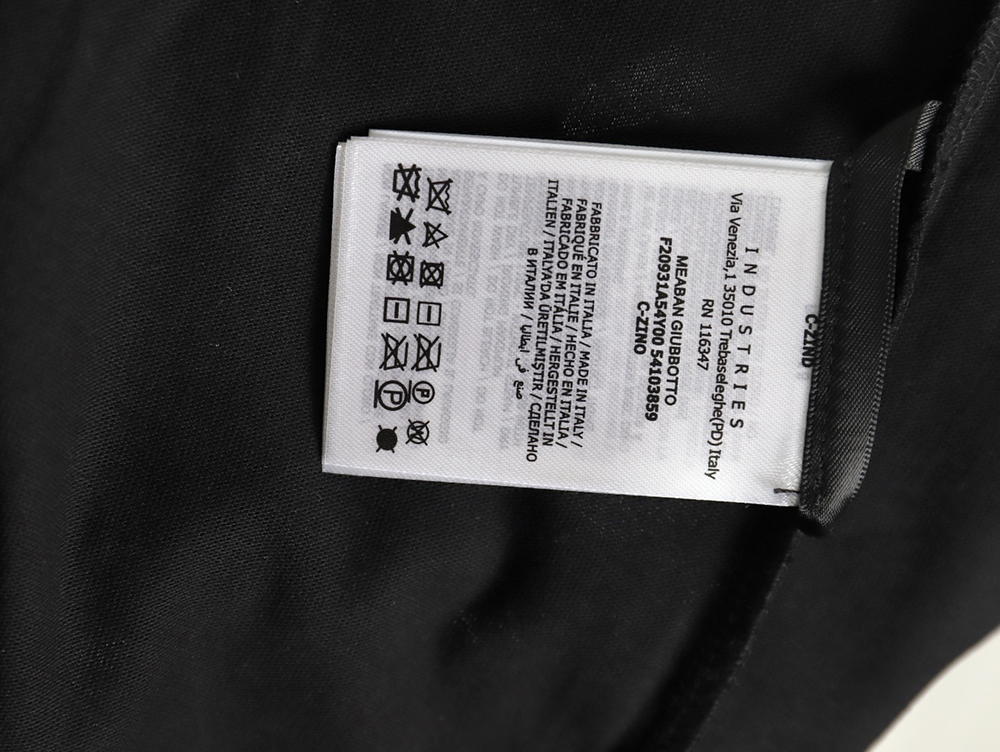 INDUSTRIES
Via Venezia,1 35010 Trebaseleghe(PD) Italy
RN 116347
MEABAN GIUBBOTTO
F20931A54Y00 54103859
C-ZINO
FABBRICATO IN ITALIA / MADE IN ITALY /
FABRIQUÉ EN ITALIE / HECHO EN ITALIA /
FABRICADO EM ITÁLIA / HERGESTELLT IN
ITALIEN / ITALYA'DA ÜRETILMIŞTIR / СДЕЛАНО
В ИТАЛИИ / صنع في ايطاليا
P
W
P
C-ZIND